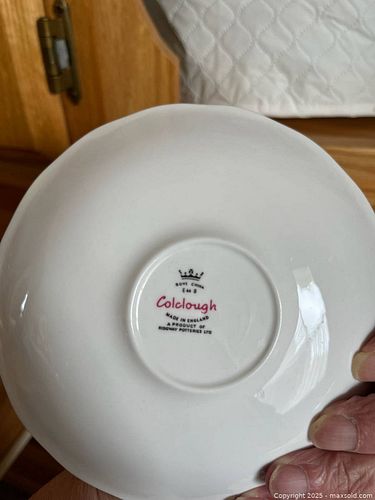 BONE CHINA
Colclough
MADE IN ENGLAND
A PRODUCT OF
RIDGWAY POTTERIES LTD
Copyright 2025 - maxsold.com